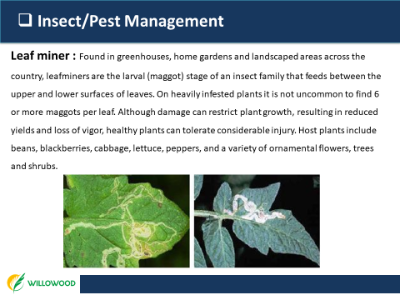 ❑ Insect/Pest Management
Leaf miner : Found in greenhouses, home gardens and landscaped areas across the
country, leafminers are the larval (maggot) stage of an insect family that feeds between the
upper and lower surfaces of leaves. On heavily infested plants it is not uncommon to find 6
or more maggots per leaf. Although damage can restrict plant growth, resulting in reduced
yields and loss of vigor, healthy plants can tolerate considerable injury. Host plants include
beans, blackberries, cabbage, lettuce, peppers, and a variety of ornamental flowers, trees
and shrubs.
WILLOWOOD